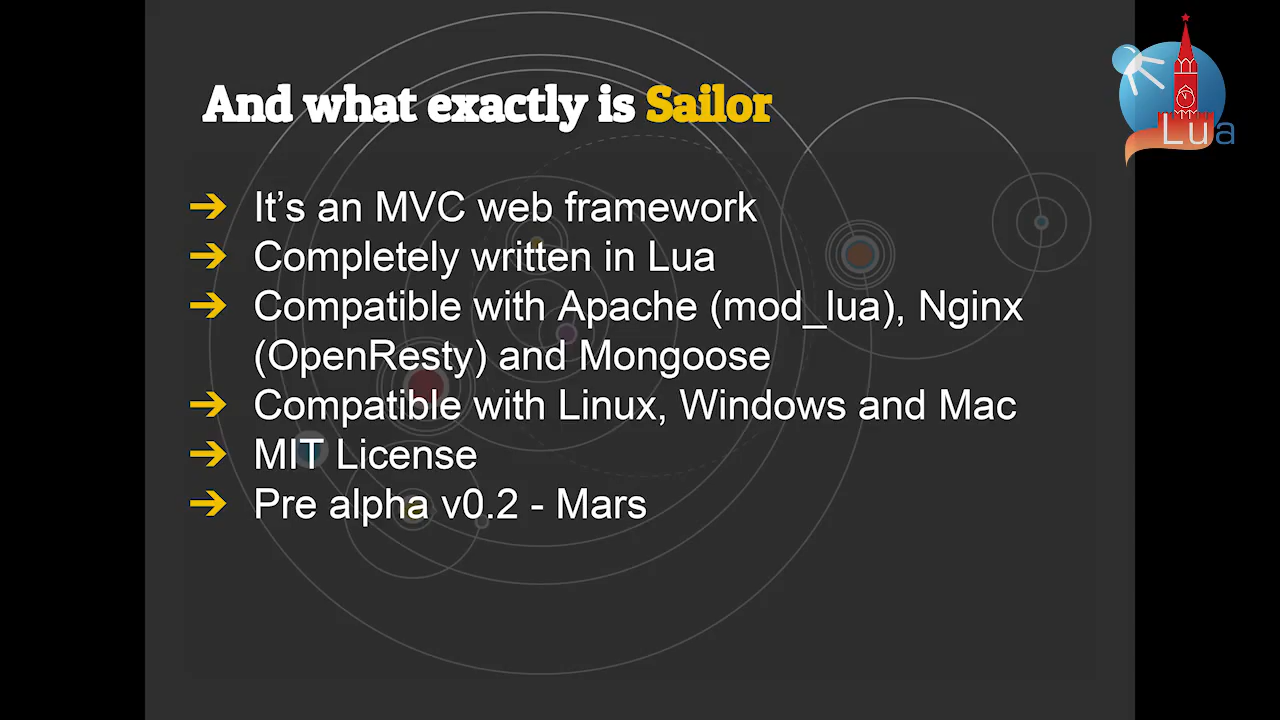 And what exactly is Sailor
➔ It’s an MVC web framework
➔ Completely written in Lua
➔ Compatible with Apache (mod_lua), Nginx
(OpenResty) and Mongoose
➔ Compatible with Linux, Windows and Mac
➔ MIT License
➔ Pre alpha v0.2 - Mars
Lua